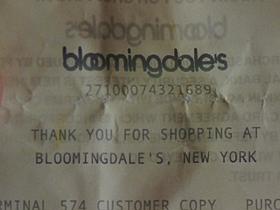 bloomingdale's
27100074321689
THANK YOU FOR SHOPPING AT
BLOOMINGDALE'S, NEW YORK
TERMINAL 574 CUSTOMER COPY